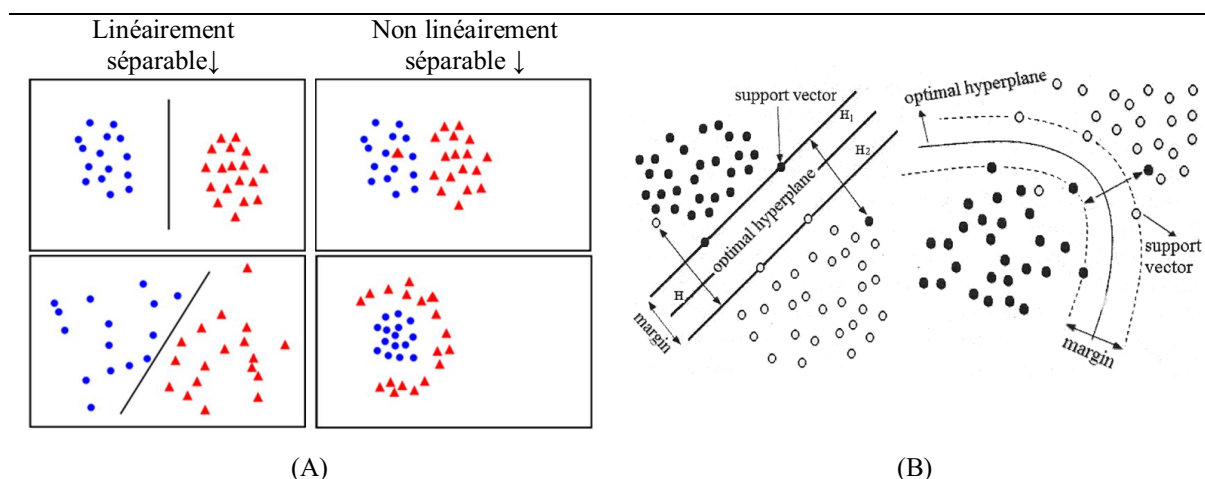 Linéairement
séparable↓
Non linéairement
séparable ↓
support vector
H₁
H₂
optimal hyperplane
H
margin
optimal hyperplane
support
vector
margin
(A)
(B)